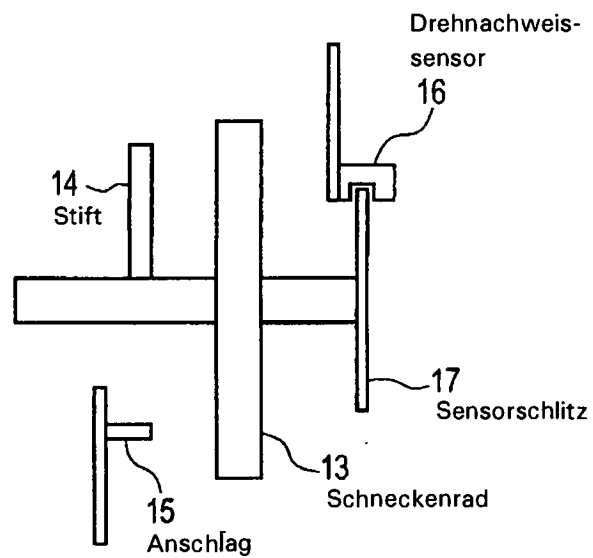 Drehnachweis-
sensor
16
14
Stift
17
Sensorschlitz
13
Schneckenrad
15
Anschlag